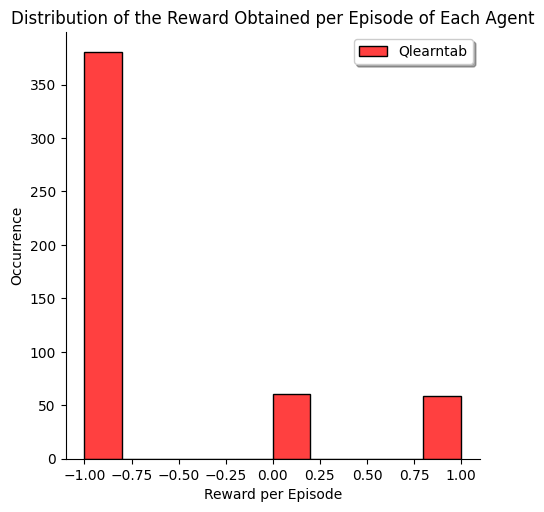 Distribution of the Reward Obtained per Episode of Each Agent
Qlearntab
350
300
250
200
150
100
50
0
Occurrence
−1.00 −0.75 −0.50 −0.25 0.00 0.25 0.50 0.75 1.00
Reward per Episode